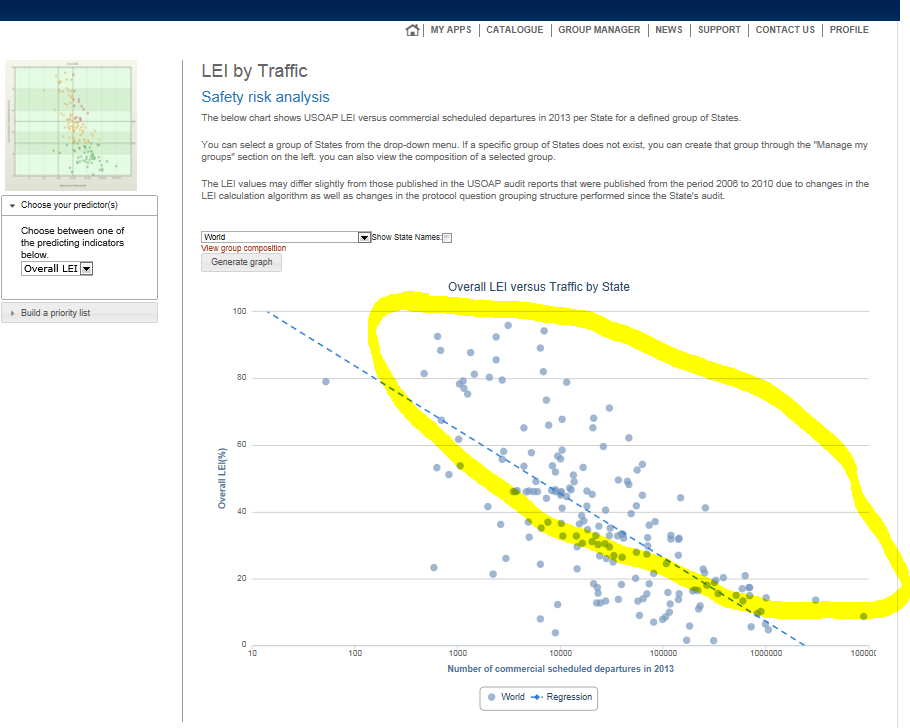 MY APPS | CATALOGUE | GROUP MANAGER | NEWS | SUPPORT | CONTACT US | PROFILE
LEI by Traffic
Safety risk analysis
The below chart shows USOAP LEI versus commercial scheduled departures in 2013 per State for a defined group of States.
You can select a group of States from the drop-down menu. If a specific group of States does not exist, you can create that group through the "Manage my
groups" section on the left. you can also view the composition of a selected group.
The LEI values may differ slightly from those published in the USOAP audit reports that were published from the period 2006 to 2010 due to changes in the
LEI calculation algorithm as well as changes in the protocol question grouping structure performed since the State's audit.
Choose your predictor(s)
Choose between one of
the predicting indicators
below.
Overall LEI
Build a priority list
World Show State Names:
View group composition
Generate graph
Overall LEI versus Traffic by State
100
80
60
40
20
0
Overall LEI(%)
10 100 1000 10000 100000 1000000 100000
Number of commercial scheduled departures in 2013
World Regression